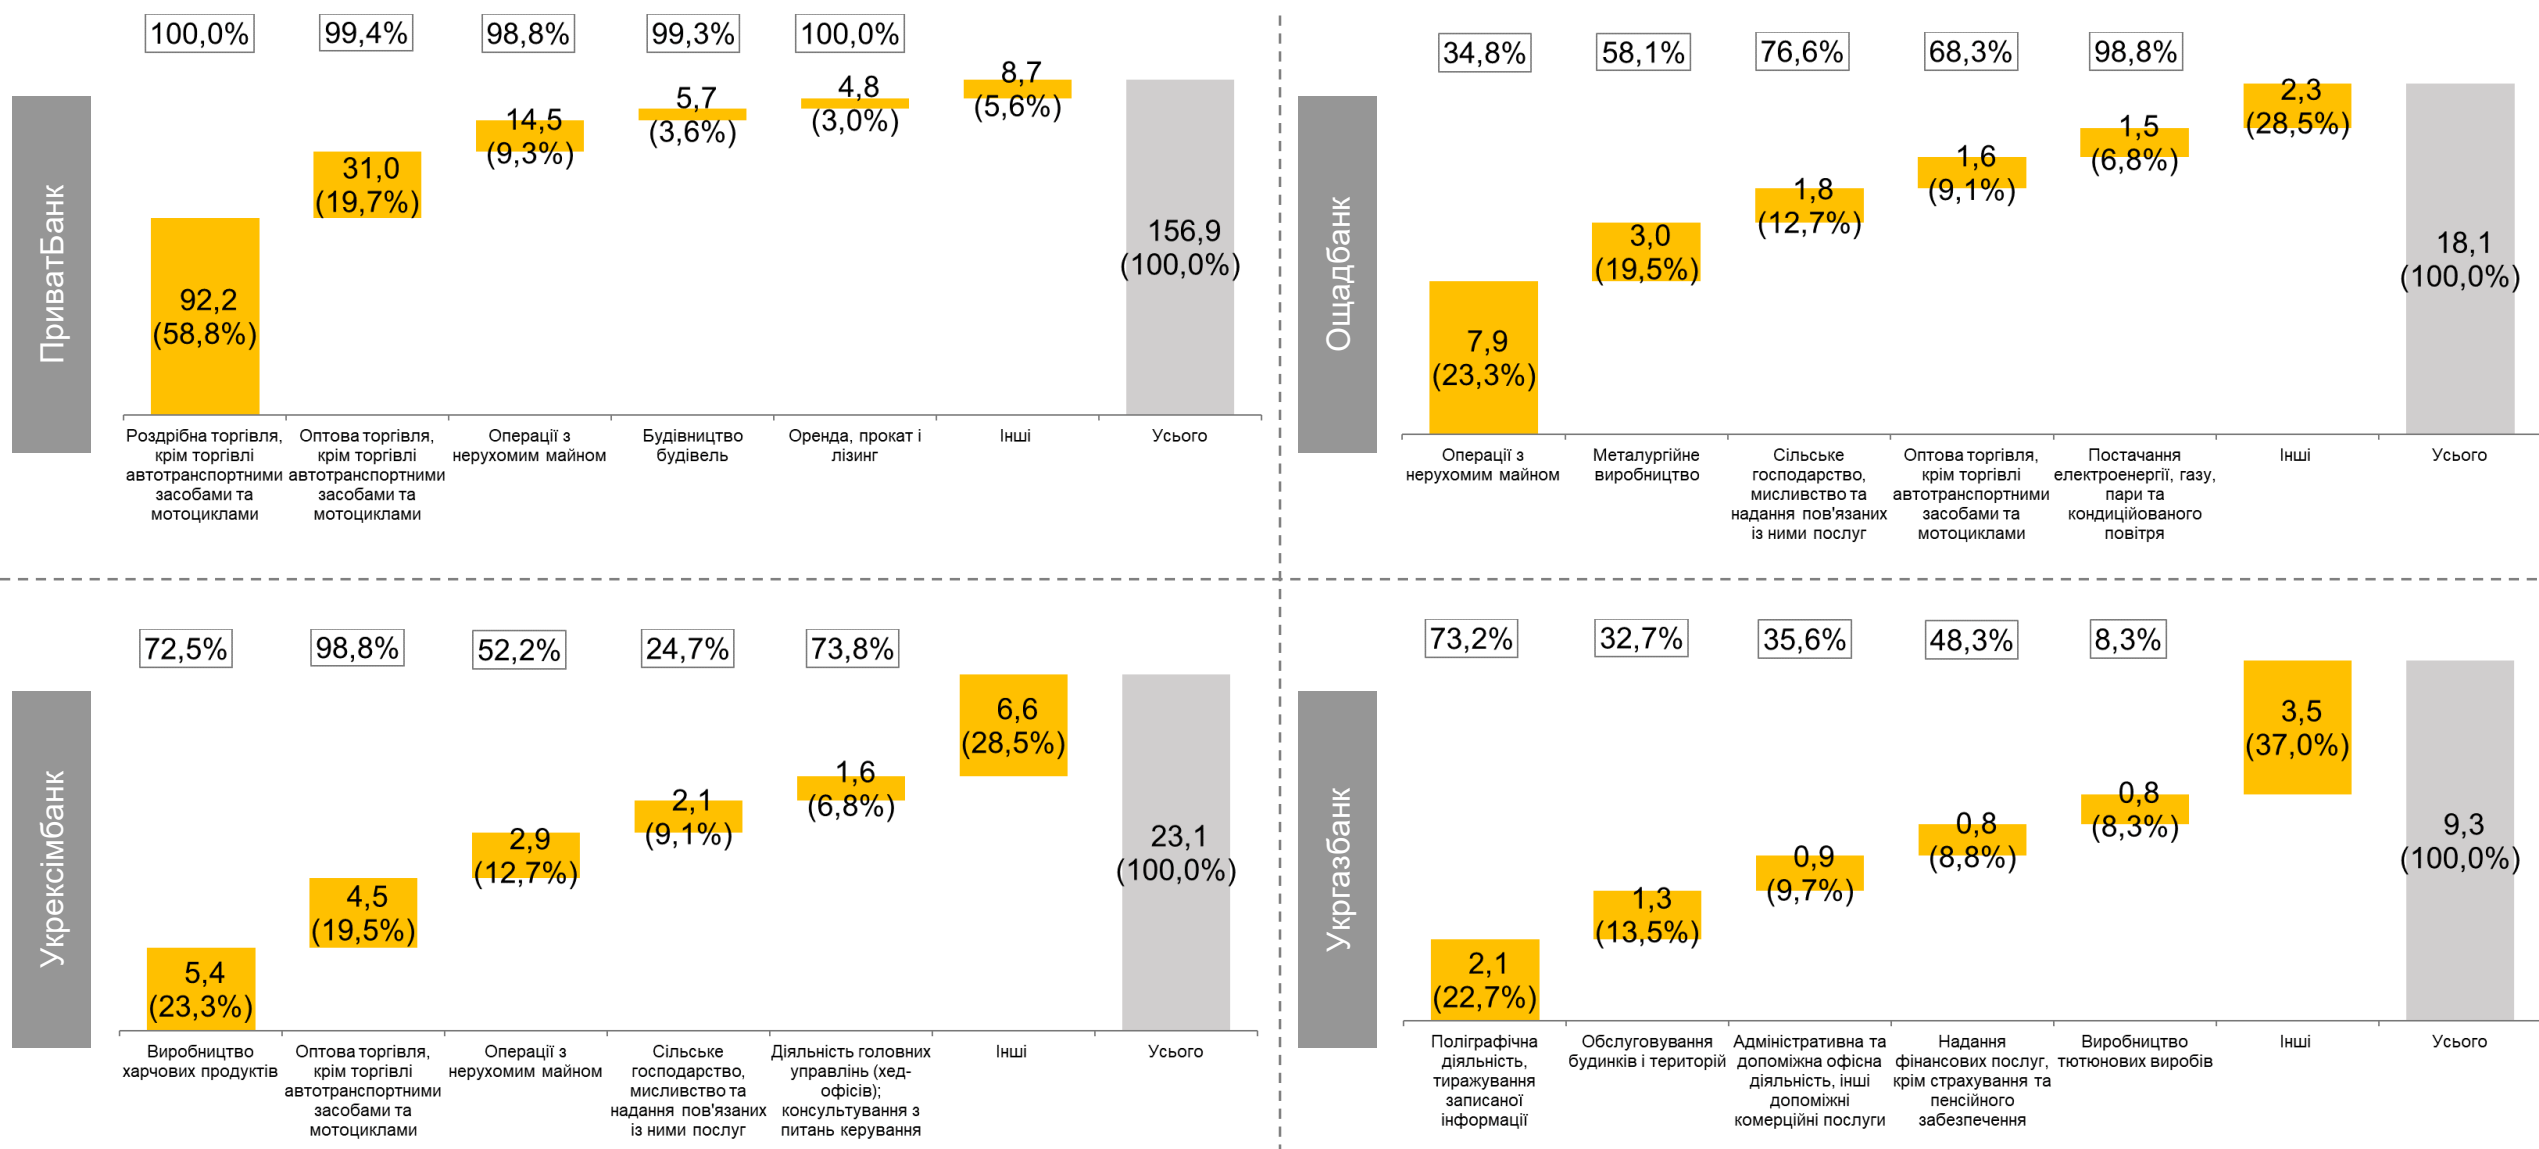 ПриватБанк
100,0%
99,4%
98,8%
99,3%
100,0%
92,2
(58,8%)
31,0
(19,7%)
14,5
(9,3%)
5,7
(3,6%)
4,8
(3,0%)
8,7
(5,6%)
156,9
(100,0%)
Роздрібна торгівля,
крім торгівлі
автотранспортними
засобами та
мотоциклами
Оптова торгівля,
крім торгівлі
автотранспортними
засобами та
мотоциклами
Операції з
нерухомим майном
Будівництво
будівель
Оренда, прокат і
лізинг
Інші
Усього
Ощадбанк
34,8%
58,1%
76,6%
68,3%
98,8%
7,9
(23,3%)
3,0
(19,5%)
1,8
(12,7%)
1,6
(9,1%)
1,5
(6,8%)
2,3
(28,5%)
18,1
(100,0%)
Операції з
нерухомим майном
Металургійне
виробництво
Сільське
господарство,
мисливство та
надання пов'язаних
із ними послуг
Оптова торгівля,
крім торгівлі
автотранспортними
засобами та
мотоциклами
Постачання
електроенергії, газу,
пари та
кондиційованого
повітря
Інші
Усього
Укрексімбанк
72,5%
98,8%
52,2%
24,7%
73,8%
5,4
(23,3%)
4,5
(19,5%)
2,9
(12,7%)
2,1
(9,1%)
1,6
(6,8%)
6,6
(28,5%)
23,1
(100,0%)
Виробництво
харчових продуктів
Оптова торгівля,
крім торгівлі
автотранспортними
засобами та
мотоциклами
Операції з
нерухомим майном
Сільське
господарство,
мисливство та
надання пов'язаних
із ними послуг
Діяльність головних
управлінь (хед-
офісів);
консультування з
питань керування
Інші
Усього
Укргазбанк
73,2%
32,7%
35,6%
48,3%
8,3%
2,1
(22,7%)
1,3
(13,5%)
0,9
(9,7%)
0,8
(8,8%)
0,8
(8,3%)
3,5
(37,0%)
9,3
(100,0%)
Поліграфічна
діяльність,
тиражування
записаної
інформації
Обслуговування
будинків і територій
Адміністративна та
допоміжна офісна
діяльність, інші
допоміжні
комерційні послуги
Надання
фінансових послуг,
крім страхування та
пенсійного
забезпечення
Виробництво
тютюнових виробів
Інші
Усього